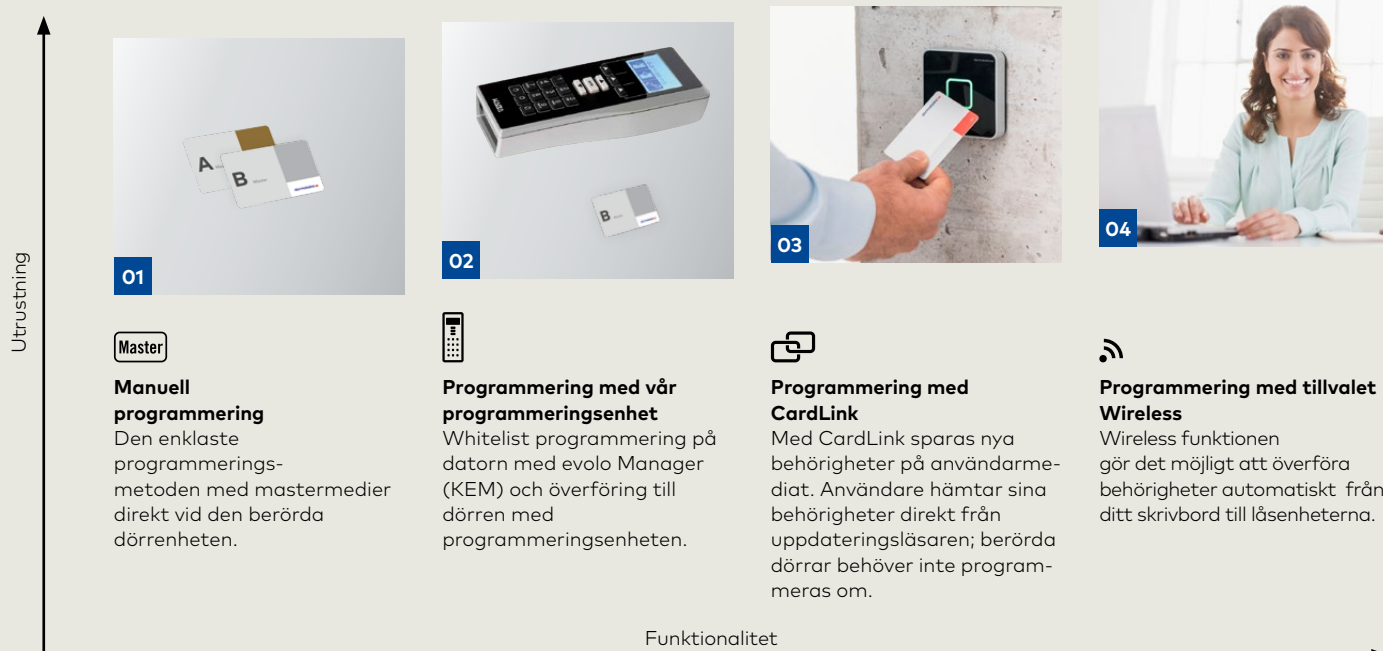 Utrustning
A
B Master
01
B
02
03
04
Master
Manuell
programmering
Den enklaste
programmerings-
metoden med mastermedier
direkt vid den berörda
dörrenheten.
Programmering med vår
programmeringsenhet
Whitelist programmering på
datorn med evolo Manager
(KEM) och överföring till
dörren med
programmeringsenheten.
Programmering med
CardLink
Med CardLink sparas nya
behörigheter på användarme-
diat. Användare hämtar sina
behörigheter direkt från
uppdateringsläsaren; berörda
dörrar behöver inte program-
meras om.
Programmering med tillvalet
Wireless
Wireless funktionen
gör det möjligt att överföra
behörigheter automatiskt från
ditt skrivbord till låsenheterna.
Funktionalitet